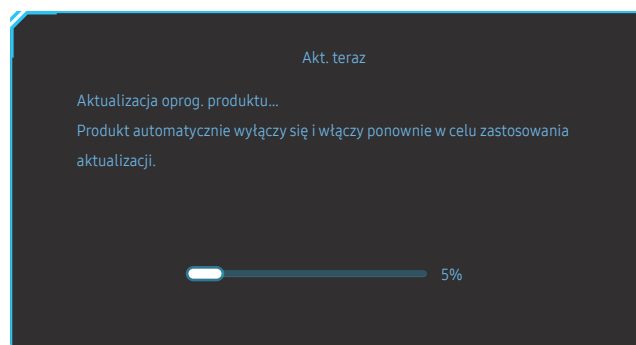 Akt. teraz
Aktualizacja oprog. produktu...
Produkt automatycznie wyłączy się i włączy ponownie w celu zastosowania
aktualizacji.
5%